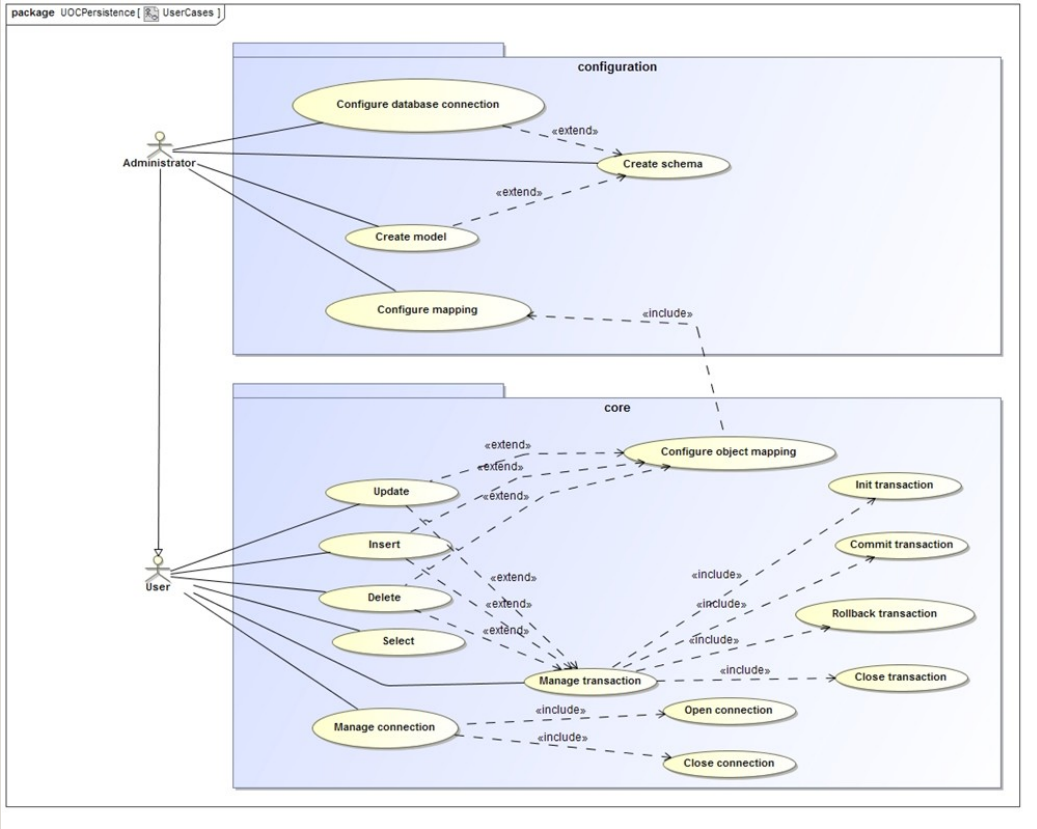 package UOCPersistence [ UserCases ]
configuration
Configure database connection
«extend»
Administrator
Create schema
«extend»
Create model
Configure mapping
«include»
core
«extend»
Configure object mapping
«extend»
Update
«extend»
Init transaction
Insert
Commit transaction
«extend»
«include»
User
Delete
«extend»
«include»
Rollback transaction
«extend»
Select
«include»
Manage transaction
«include»
Close transaction
«include»
Open connection
Manage connection
«include»
Close connection